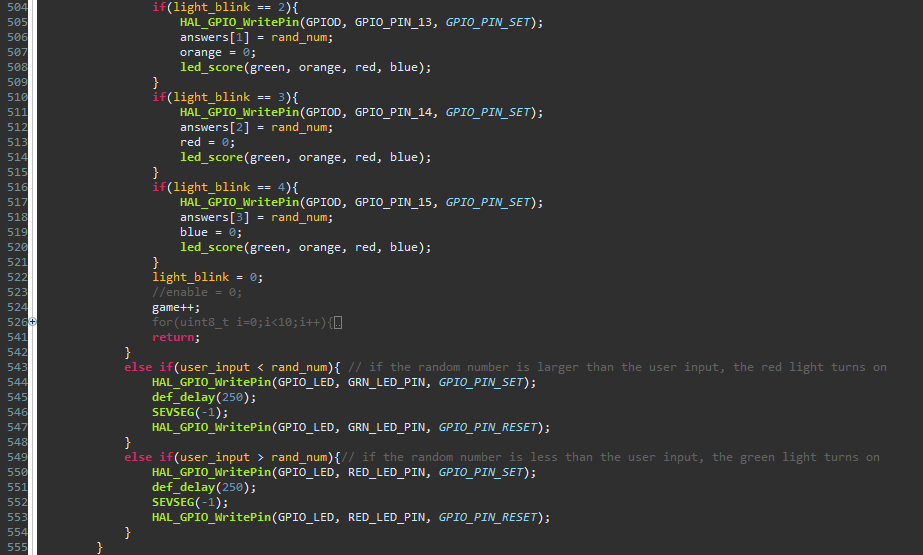 504 if(light_blink == 2){
505 HAL_GPIO_WritePin(GPIOD, GPIO_PIN_13, GPIO_PIN_SET);
506 answers[1] = rand_num;
507 orange = 0;
508 led_score(green, orange, red, blue);
509 }
510 if(light_blink == 3){
511 HAL_GPIO_WritePin(GPIOD, GPIO_PIN_14, GPIO_PIN_SET);
512 answers[2] = rand_num;
513 red = 0;
514 led_score(green, orange, red, blue);
515 }
516 if(light_blink == 4){
517 HAL_GPIO_WritePin(GPIOD, GPIO_PIN_15, GPIO_PIN_SET);
518 answers[3] = rand_num;
519 blue = 0;
520 led_score(green, orange, red, blue);
521 }
522 light_blink = 0;
523 //enable = 0;
524 game++;
526 for(uint8_t i=0;i<10;i++){
541 return;
542 }
543 else if(user_input < rand_num){ // if the random number is larger than the user input, the red light turns on
544 HAL_GPIO_WritePin(GPIO_LED, GRN_LED_PIN, GPIO_PIN_SET);
545 def_delay(250);
546 SEVSEG(-1);
547 HAL_GPIO_WritePin(GPIO_LED, GRN_LED_PIN, GPIO_PIN_RESET);
548 }
549 else if(user_input > rand_num){// if the random number is less than the user input, the green light turns on
550 HAL_GPIO_WritePin(GPIO_LED, RED_LED_PIN, GPIO_PIN_SET);
551 def_delay(250);
552 SEVSEG(-1);
553 HAL_GPIO_WritePin(GPIO_LED, RED_LED_PIN, GPIO_PIN_RESET);
554 }
555 }